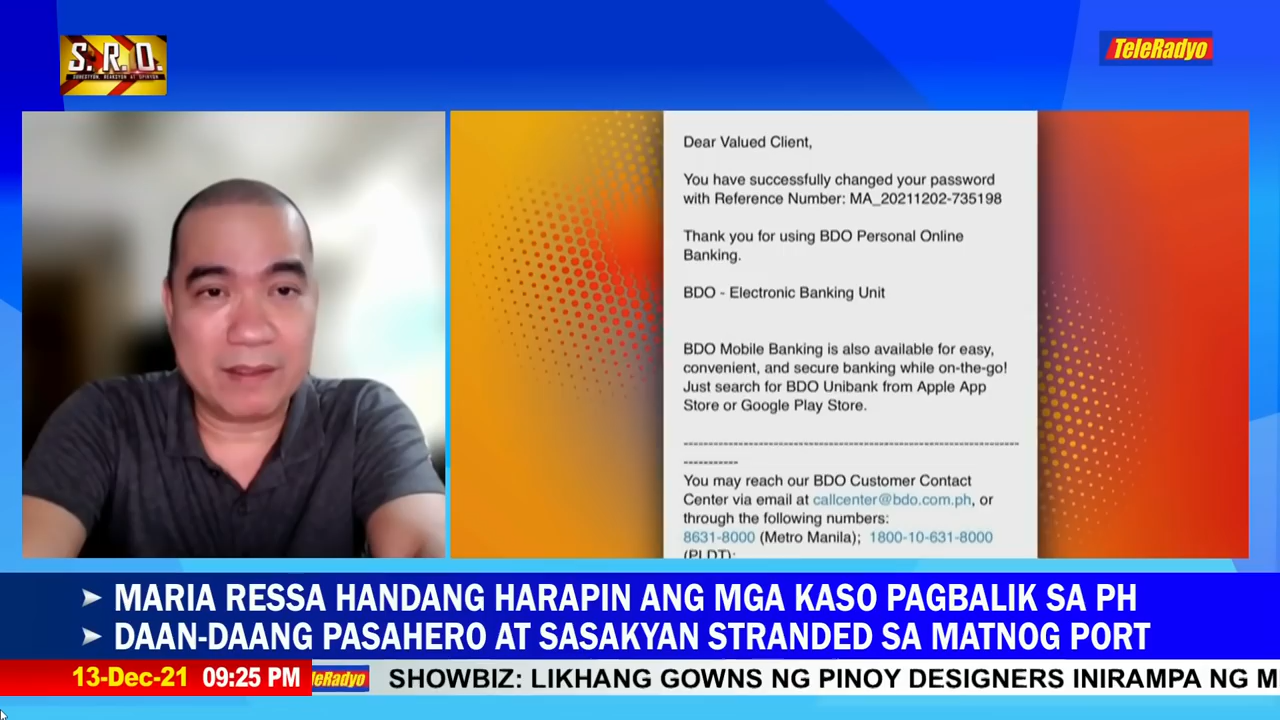 S.R.O.
SUHESTYON, REAKSYON AT OPINYON
TeleRadyo
Dear Valued Client,
You have successfully changed your password
with Reference Number: MA_20211202-735198
Thank you for using BDO Personal Online
Banking.
BDO - Electronic Banking Unit
BDO Mobile Banking is also available for easy,
convenient, and secure banking while on-the-go!
Just search for BDO Unibank from Apple App
Store or Google Play Store.
You may reach our BDO Customer Contact
Center via email at callcenter@bdo.com.ph, or
through the following numbers:
8631-8000 (Metro Manila); 1800-10-631-8000
(PLDT);
MARIA RESSA HANDANG HARAPIN ANG MGA KASO PAGBALIK SA PH
DAAN-DAANG PASAHERO AT SASAKYAN STRANDED SA MATNOG PORT
13-Dec-21 09:25 PM eleRadyo SHOWBIZ: LIKHANG GOWNS NG PINOY DESIGNERS INIRAMPA NG M